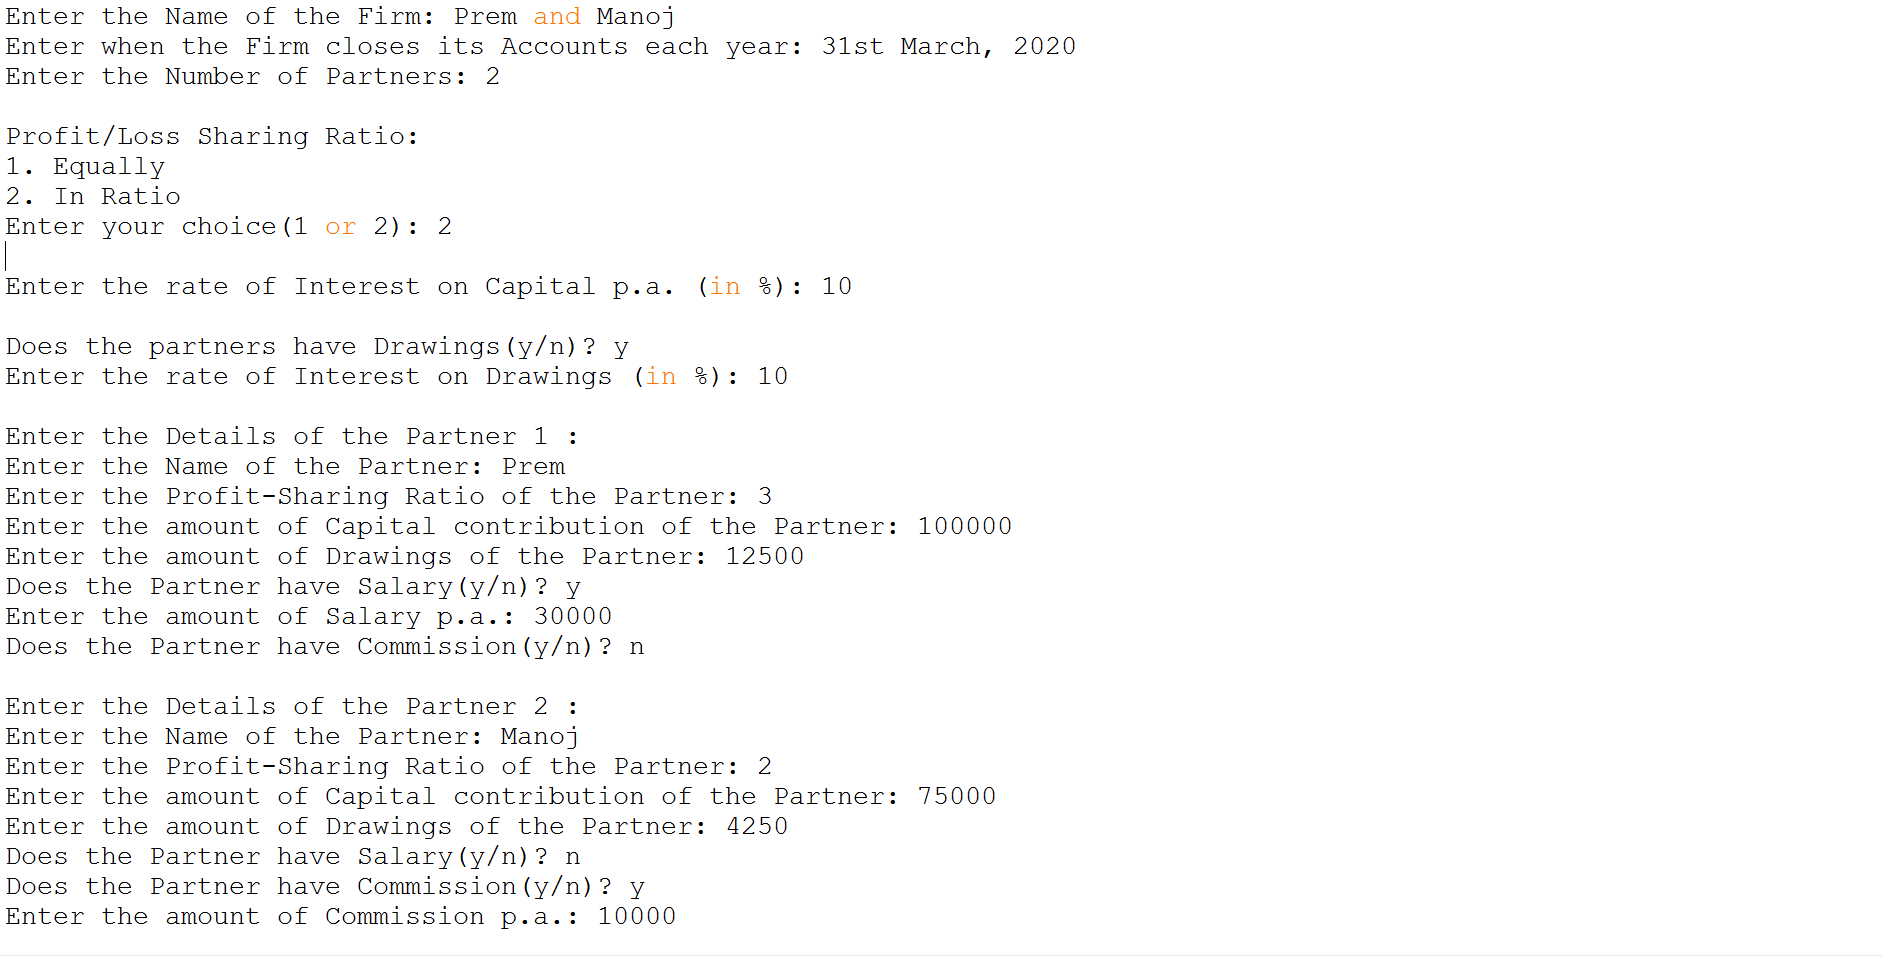 Enter the Name of the Firm: Prem and Manoj
Enter when the Firm closes its Accounts each year: 31st March, 2020
Enter the Number of Partners: 2
Profit/Loss Sharing Ratio:
1. Equally
2. In Ratio
Enter your choice(1 or 2): 2
Enter the rate of Interest on Capital p.a. (in %): 10
Does the partners have Drawings(y/n)? y
Enter the rate of Interest on Drawings (in %): 10
Enter the Details of the Partner 1 :
Enter the Name of the Partner: Prem
Enter the Profit-Sharing Ratio of the Partner: 3
Enter the amount of Capital contribution of the Partner: 100000
Enter the amount of Drawings of the Partner: 12500
Does the Partner have Salary(y/n)? y
Enter the amount of Salary p.a.: 30000
Does the Partner have Commission(y/n)? n
Enter the Details of the Partner 2 :
Enter the Name of the Partner: Manoj
Enter the Profit-Sharing Ratio of the Partner: 2
Enter the amount of Capital contribution of the Partner: 75000
Enter the amount of Drawings of the Partner: 4250
Does the Partner have Salary(y/n)? n
Does the Partner have Commission(y/n)? y
Enter the amount of Commission p.a.: 10000